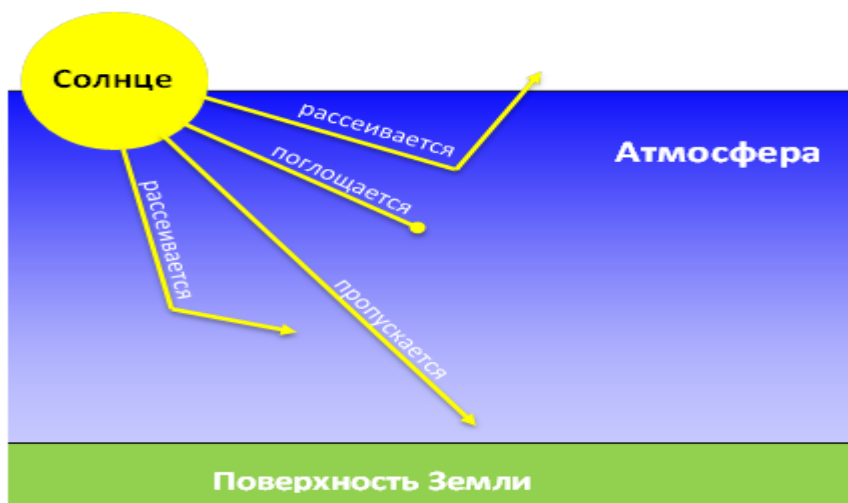 Солнце
рассеивается
Атмосфера
поглощается
рассеивается
пропускается
Поверхность Земли